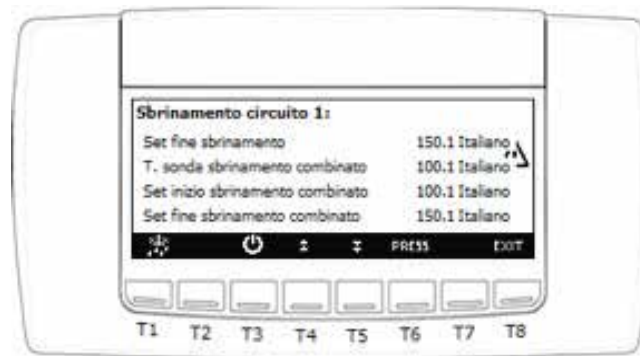 Sbrinamento circuito 1:
Set fine sbrinamento 150.1 Italiano
T. sonda sbrinamento combinato 100.1 Italiano
Set inizio sbrinamento combinato 100.1 Italiano
Set fine sbrinamento combinato 150.1 Italiano
PRESS EXIT
T1 T2 T3 T4 T5 T6 T7 T8